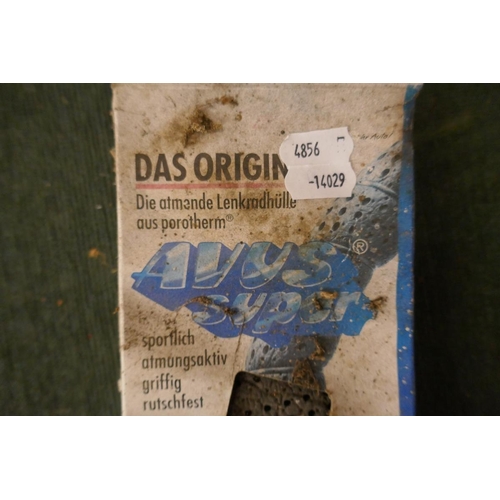 DAS ORIGIN
4856
-14029
Die atmende Lenkradhülle
aus porotherm®
AVUS®
super
sportlich
atmungsaktiv
griffig
rutschfest